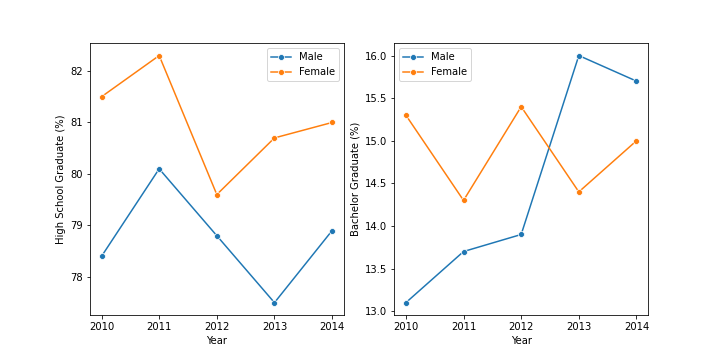 High School Graduate (%)
82
81
80
79
78
Male
Female
2010 2011 2012 2013 2014
Year
Bachelor Graduate (%)
16.0
15.5
15.0
14.5
14.0
13.5
13.0
Male
Female
2010 2011 2012 2013 2014
Year